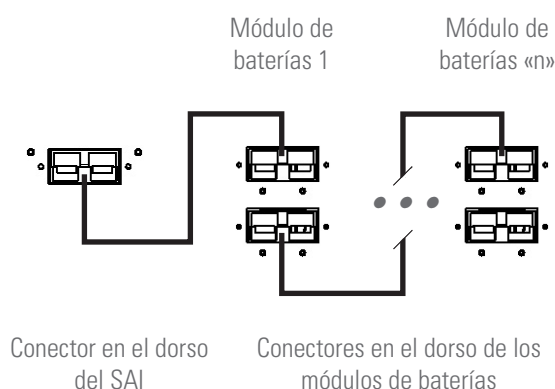 Módulo de
baterías 1
Módulo de
baterías «n»
Conector en el dorso
del SAI
Conectores en el dorso de los
módulos de baterías